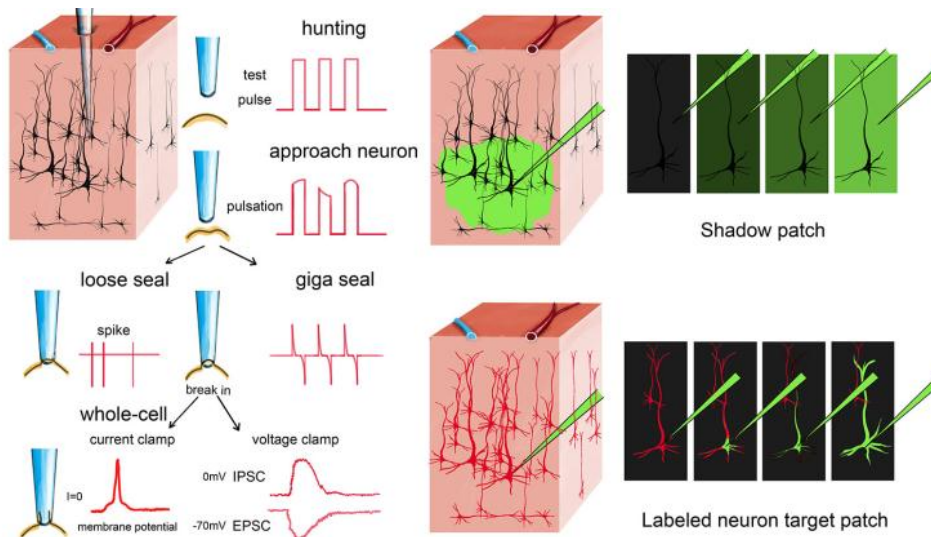 hunting
test
pulse
approach neuron
pulsation
loose seal
giga seal
spike
break in
whole-cell
current clamp
voltage clamp
I=0
membrane potential
0mV IPSC
-70mV EPSC
Shadow patch
Labeled neuron target patch